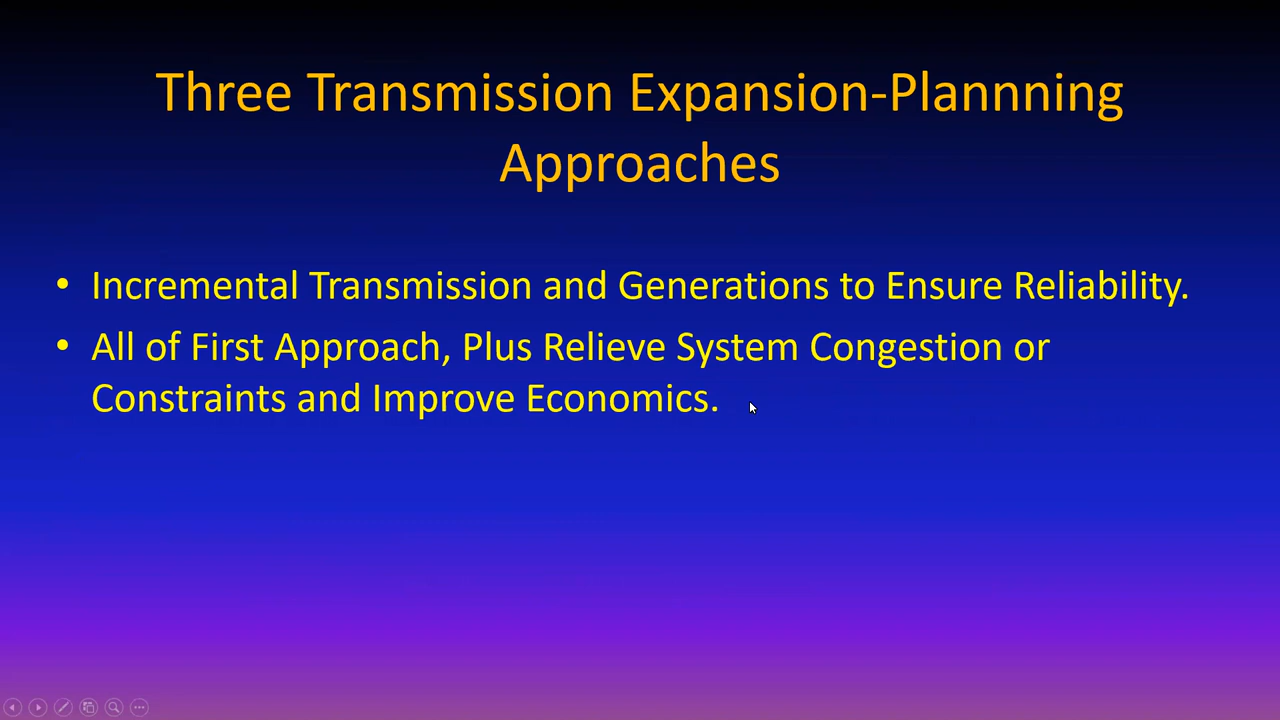 Three Transmission Expansion-Plannning
Approaches
• Incremental Transmission and Generations to Ensure Reliability.
• All of First Approach, Plus Relieve System Congestion or
Constraints and Improve Economics.